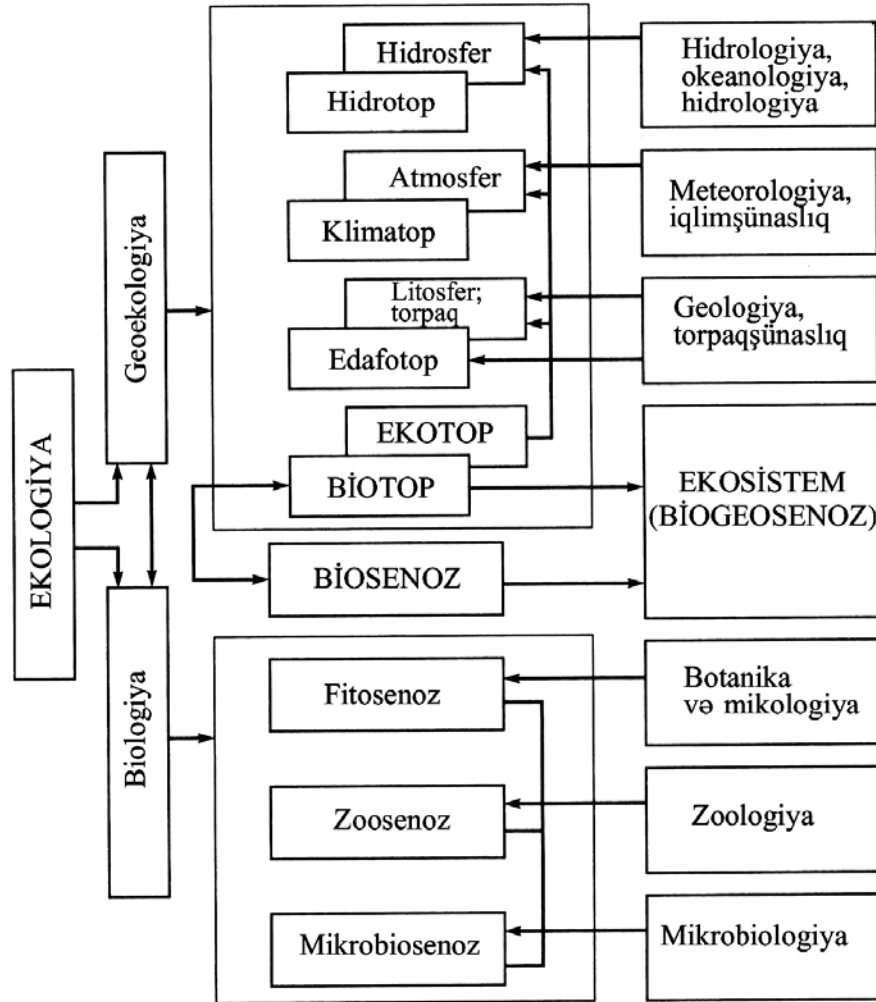 EKOLOGİYA
Geoekologiya
Biologiya
Hidrosfer
Hidrotop
Atmosfer
Klimatop
Litosfer;
torpaq
Edafotop
EKOTOP
BİOTOP
BİOSENOZ
Fitosenoz
Zoosenoz
Mikrobiosenoz
Hidrologiya,
okeanologiya,
hidrologiya
Meteorologiya,
iqlimşünaslıq
Geologiya,
torpaqşünaslıq
EKOSİSTEM
(BİOGEOSENOZ)
Botanika
və mikologiya
Zoologiya
Mikrobiologiya